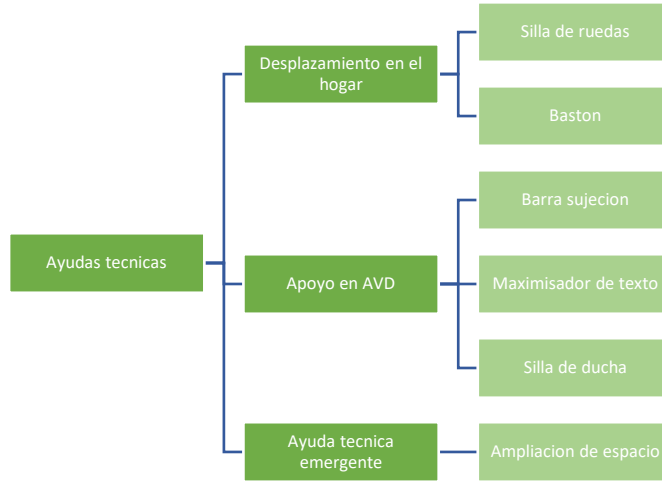 Ayudas tecnicas
Desplazamiento en el
hogar
Silla de ruedas
Baston
Apoyo en AVD
Barra sujecion
Maximisador de texto
Silla de ducha
Ayuda tecnica
emergente
Ampliacion de espacio